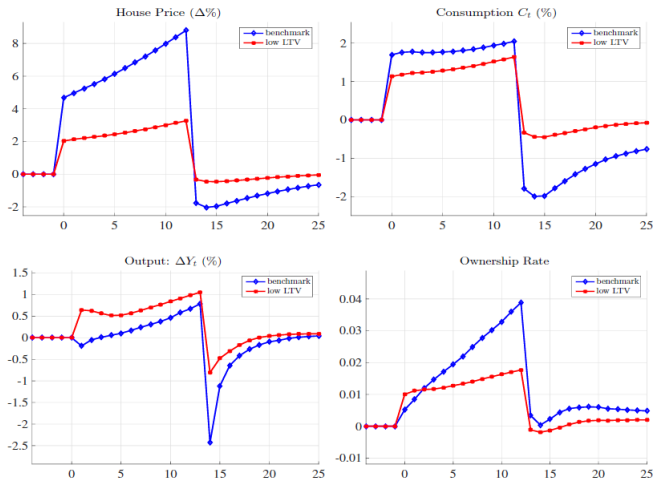 House Price (Δ%)
benchmark
low LTV
8
6
4
2
0
-2
0 5 10 15 20 25
Consumption Cₜ (%)
benchmark
low LTV
2
1
0
-1
-2
0 5 10 15 20 25
Output: ΔYₜ (%)
benchmark
low LTV
1.5
1
0.5
0
-0.5
-1
-1.5
-2
-2.5
0 5 10 15 20 25
Ownership Rate
benchmark
low LTV
0.04
0.03
0.02
0.01
0
-0.01
0 5 10 15 20 25